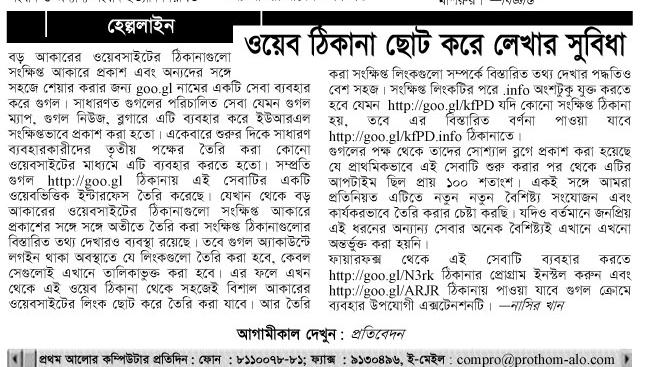 হেল্পলাইন
ওয়েব ঠিকানা ছোট করে লেখার সুবিধা
বড় আকারের ওয়েবসাইটের ঠিকানাগুলো
সংক্ষিপ্ত আকারে প্রকাশ এবং অন্যদের সঙ্গে
সহজে শেয়ার করার জন্য goo.gl নামের একটি সেবা ব্যবহার
করে গুগল। সাধারণত গুগলের পরিচালিত সেবা যেমন গুগল
ম্যাপ, গুগল নিউজ, ব্লগারে এটি ব্যবহার করে ইউআরএল
সংক্ষিপ্তভাবে প্রকাশ করা হতো। একেবারে শুরুর দিকে সাধারণ
ব্যবহারকারীদের তৃতীয় পক্ষের তৈরি করা কোনো
ওয়েবসাইটের মাধ্যমে এটি ব্যবহার করতে হতো। সম্প্রতি
গুগল http://goo.gl ঠিকানায় এই সেবাটির একটি
ওয়েবভিত্তিক ইন্টারফেস তৈরি করেছে। যেখান থেকে বড়
আকারের ওয়েবসাইটের ঠিকানাগুলো সংক্ষিপ্ত আকারে
প্রকাশের সঙ্গে সঙ্গে অতীতে তৈরি করা সংক্ষিপ্ত ঠিকানাগুলোর
বিস্তারিত তথ্য দেখারও ব্যবস্থা রয়েছে। তবে গুগল অ্যাকাউন্টে
লগইন থাকা অবস্থাতে যে লিংকগুলো তৈরি করা হবে, কেবল
সেগুলোই এখানে তালিকাভুক্ত করা হবে। এর ফলে এখন
থেকে এই ওয়েব ঠিকানা থেকে সহজেই বিশাল আকারের
ওয়েবসাইটের লিংক ছোট করে তৈরি করা যাবে। আর তৈরি
করা সংক্ষিপ্ত লিংকগুলো সম্পর্কে বিস্তারিত তথ্য দেখার পদ্ধতিও
বেশ সহজ। সংক্ষিপ্ত লিংকটির পরে .info অংশটুকু যুক্ত করতে
হবে যেমন http://goo.gl/kfPD যদি কোনো সংক্ষিপ্ত ঠিকানা
হয়, তবে এর বিস্তারিত বর্ণনা পাওয়া যাবে
http://goo.gl/kfPD.info ঠিকানাতে।
গুগলের পক্ষ থেকে তাদের সোশ্যাল ব্লগে প্রকাশ করা হয়েছে
যে প্রাথমিকভাবে এই সেবাটি শুরু করার পর থেকে এটির
আপটাইম ছিল প্রায় ১০০ শতাংশ। একই সঙ্গে আমরা
প্রতিনিয়ত এটিতে নতুন নতুন বৈশিষ্ট্য সংযোজন এবং
কার্যকরভাবে তৈরি করার চেষ্টা করছি। যদিও বর্তমানে জনপ্রিয়
এই ধরনের অন্যান্য সেবার অনেক বৈশিষ্ট্যই এখানে এখনো
অন্তর্ভুক্ত করা হয়নি।
ফায়ারফক্স থেকে এই সেবাটি ব্যবহার করতে
http://goo.gl/N3rk ঠিকানার প্রোগ্রাম ইনস্টল করুন এবং
http://goo.gl/ARJR ঠিকানায় পাওয়া যাবে গুগল ক্রোমে
ব্যবহার উপযোগী এক্সটেনশনটি। —নাসির খান
আগামীকাল দেখুন : প্রতিবেদন
প্রথম আলোর কম্পিউটার প্রতিদিন : ফোন : ৮১১০০৭৮-৮১; ফ্যাক্স : ৯১৩০৪৯৬, ই-মেইল : compro@prothom-alo.com